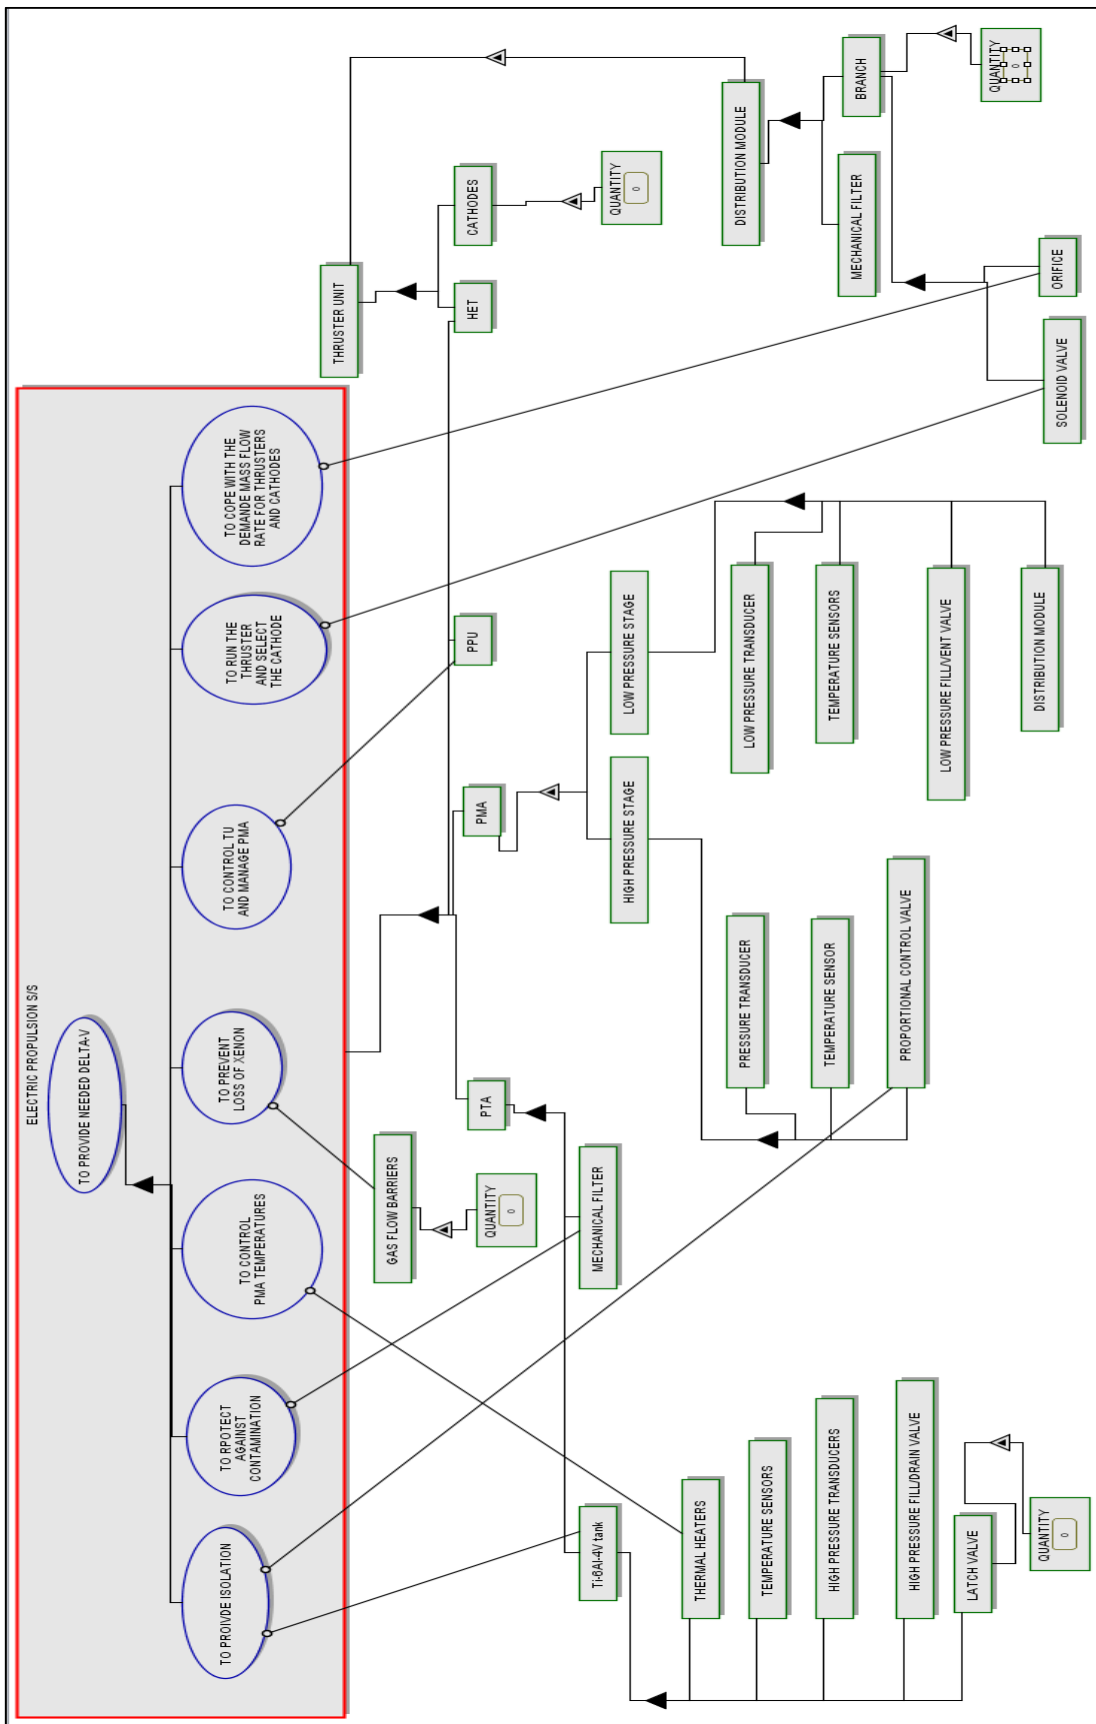 ELECTRIC PROPULSION S/S
TO PROVIDE NEEDED DELTA-V
TO PROIVDE ISOLATION
TO RPOTECT
AGAINST
CONTAMINATION
TO CONTROL
PMA TEMPERATURES
TO PREVENT
LOSS OF XENON
TO CONTROL TU
AND MANAGE PMA
TO RUN THE
THRUSTER
AND SELECT
THE CATHODE
TO COPE WITH THE
DEMANDE MASS FLOW
RATE FOR THRUSTERS
AND CATHODES
THRUSTER UNIT
GAS FLOW BARRIERS
QUANTITY
0
PTA
PMA
PPU
HET
CATHODES
QUANTITY
0
Ti-6Al-4V tank
MECHANICAL FILTER
HIGH PRESSURE STAGE
LOW PRESSURE STAGE
THERMAL HEATERS
TEMPERATURE SENSORS
HIGH PRESSURE TRANSDUCERS
HIGH PRESSURE FILL/DRAIN VALVE
LATCH VALVE
QUANTITY
0
PRESSURE TRANSDUCER
TEMPERATURE SENSOR
PROPORTIONAL CONTROL VALVE
LOW PRESSURE TRANSDUCER
TEMPERATURE SENSORS
LOW PRESSURE FILL/VENT VALVE
DISTRIBUTION MODULE
DISTRIBUTION MODULE
MECHANICAL FILTER
BRANCH
QUANTITY
0
SOLENOID VALVE
ORIFICE